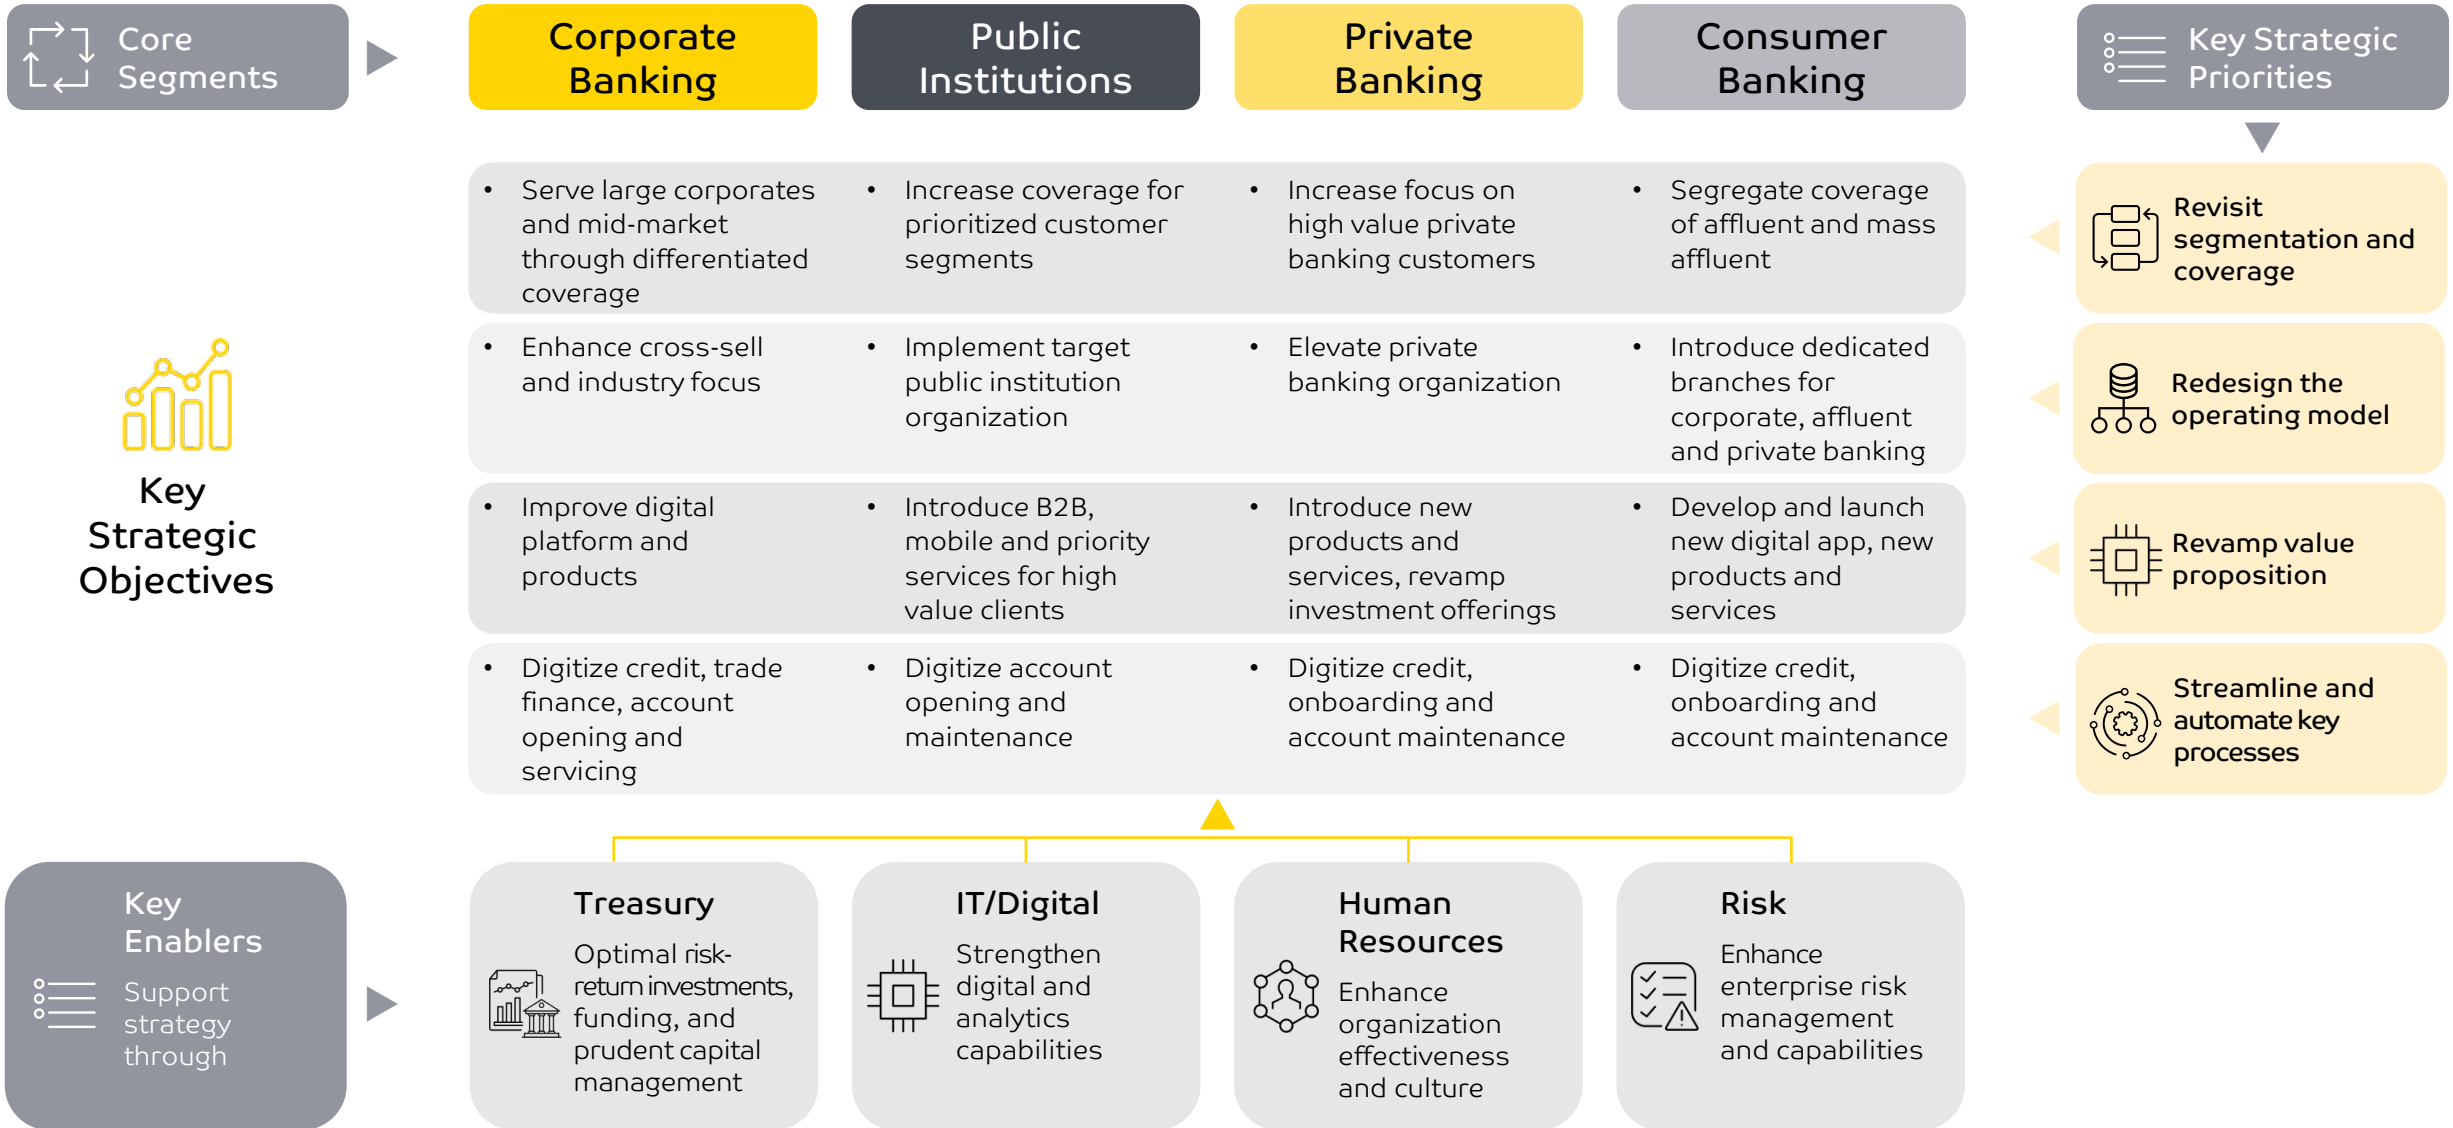 Core
Segments
Corporate
Banking
Public
Institutions
Private
Banking
Consumer
Banking
Key Strategic
Priorities
• Serve large corporates
and mid-market
through differentiated
coverage
• Increase coverage for
prioritized customer
segments
• Increase focus on
high value private
banking customers
• Segregate coverage
of affluent and mass
affluent
Revisit
segmentation and
coverage
• Enhance cross-sell
and industry focus
• Implement target
public institution
organization
• Elevate private
banking organization
• Introduce dedicated
branches for
corporate, affluent
and private banking
Redesign the
operating model
Key
Strategic
Objectives
• Improve digital
platform and
products
• Introduce B2B,
mobile and priority
services for high
value clients
• Introduce new
products and
services, revamp
investment offerings
• Develop and launch
new digital app, new
products and
services
Revamp value
proposition
• Digitize credit, trade
finance, account
opening and
servicing
• Digitize account
opening and
maintenance
• Digitize credit,
onboarding and
account maintenance
• Digitize credit,
onboarding and
account maintenance
Streamline and
automate key
processes
Key
Enablers
Support
strategy
through
Treasury
Optimal risk-
return investments,
funding, and
prudent capital
management
IT/Digital
Strengthen
digital and
analytics
capabilities
Human
Resources
Enhance
organization
effectiveness
and culture
Risk
Enhance
enterprise risk
management
and capabilities